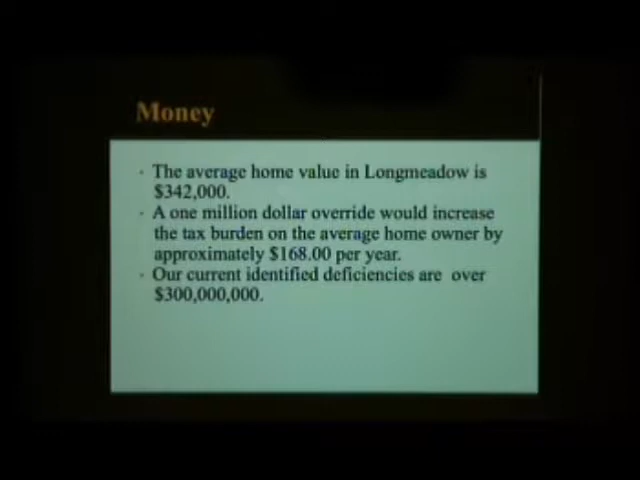 Money
· The average home value in Longmeadow is
$342,000.
· A one million dollar override would increase
the tax burden on the average home owner by
approximately $168.00 per year.
· Our current identified deficiencies are over
$300,000,000.